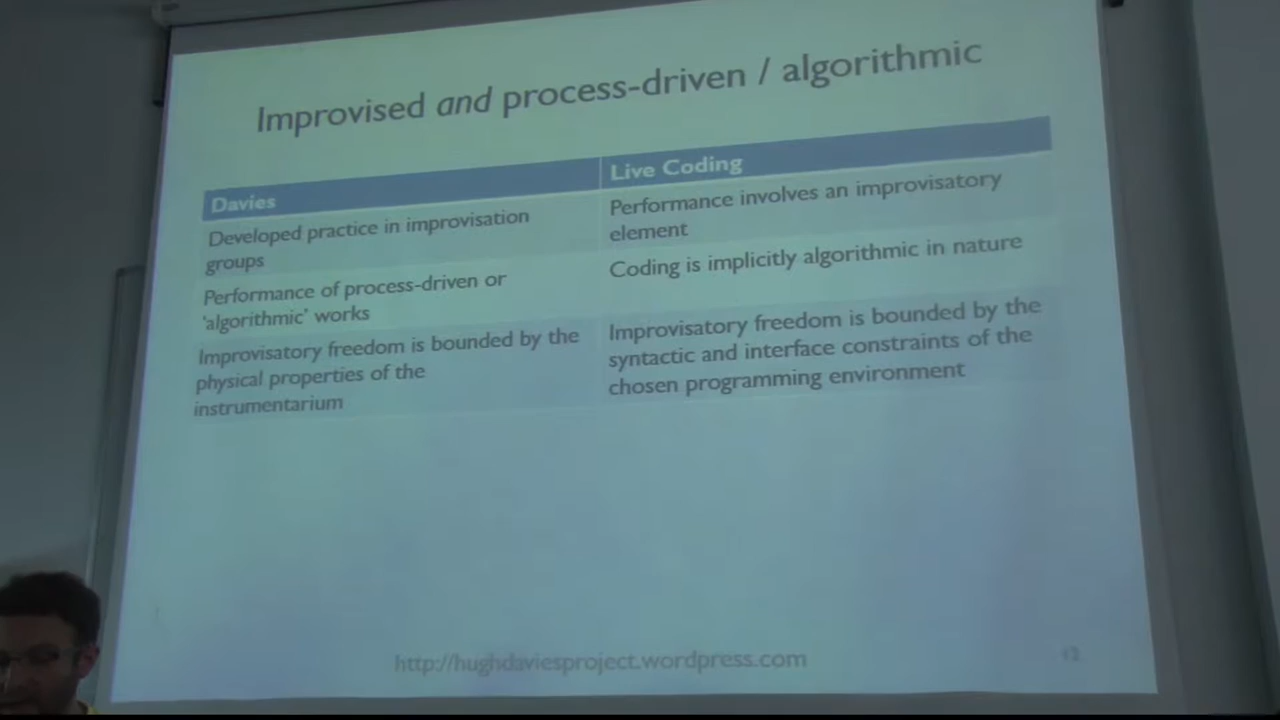 Improvised and process-driven / algorithmic
Davies
Live Coding
Developed practice in improvisation
groups
Performance involves an improvisatory
element
Performance of process-driven or
‘algorithmic’ works
Coding is implicitly algorithmic in nature
Improvisatory freedom is bounded by the
physical properties of the
instrumentarium
Improvisatory freedom is bounded by the
syntactic and interface constraints of the
chosen programming environment
http://hughdaviesproject.wordpress.com